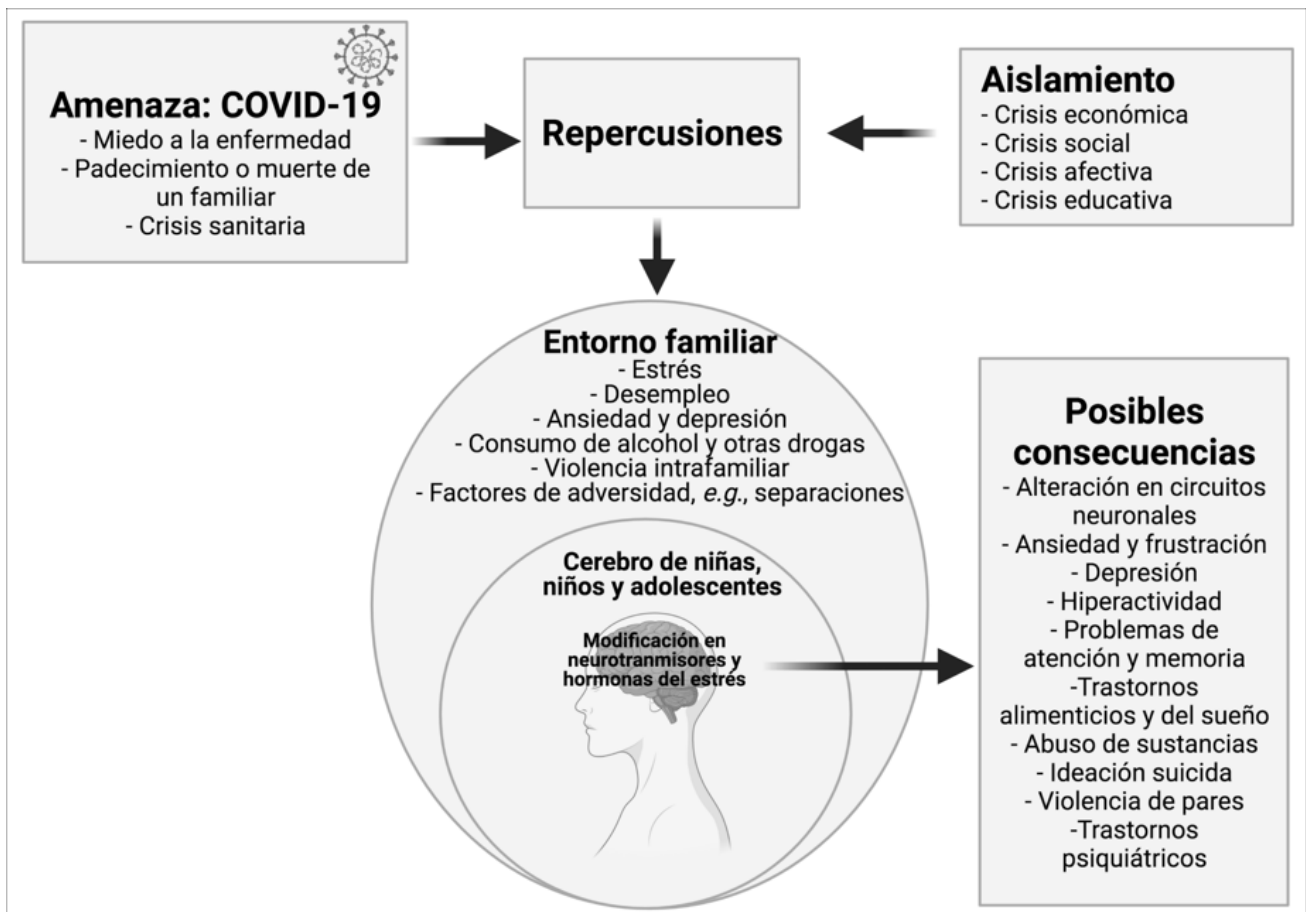 Amenaza: COVID-19
- Miedo a la enfermedad
- Padecimiento o muerte de
un familiar
- Crisis sanitaria
Repercusiones
Aislamiento
- Crisis económica
- Crisis social
- Crisis afectiva
- Crisis educativa
Entorno familiar
- Estrés
- Desempleo
- Ansiedad y depresión
- Consumo de alcohol y otras drogas
- Violencia intrafamiliar
- Factores de adversidad, e.g., separaciones
Cerebro de niñas,
niños y adolescentes
Modificación en
neurotranmisores y
hormonas del estrés
Posibles
consecuencias
- Alteración en circuitos
neuronales
- Ansiedad y frustración
- Depresión
- Hiperactividad
- Problemas de
atención y memoria
-Trastornos
alimenticios y del sueño
- Abuso de sustancias
- Ideación suicida
- Violencia de pares
-Trastornos
psiquiátricos